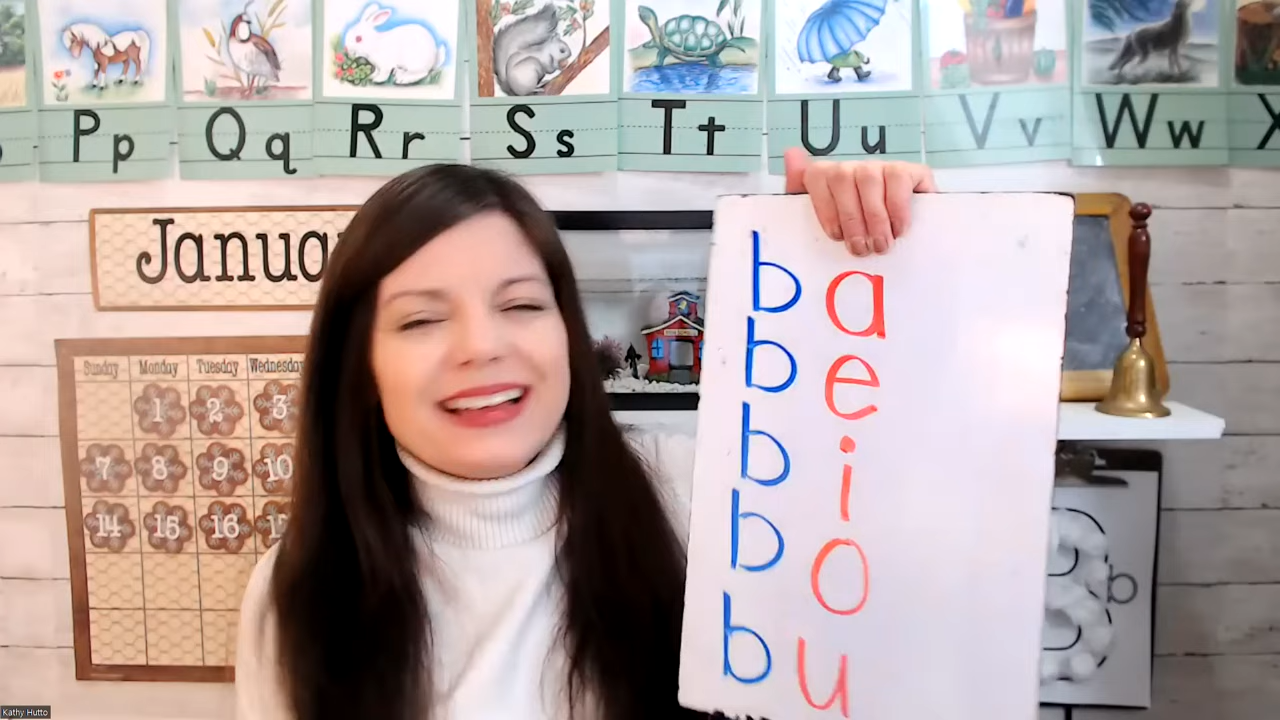 Pp Qq Rr Ss Tt Uu Vv Ww X
Janua
Sunday Monday Tuesday Wednesday
1 2 3
7 8 9 10
14 15 16 17
b a
b e
b i
b o
b u
Kathy Hutto